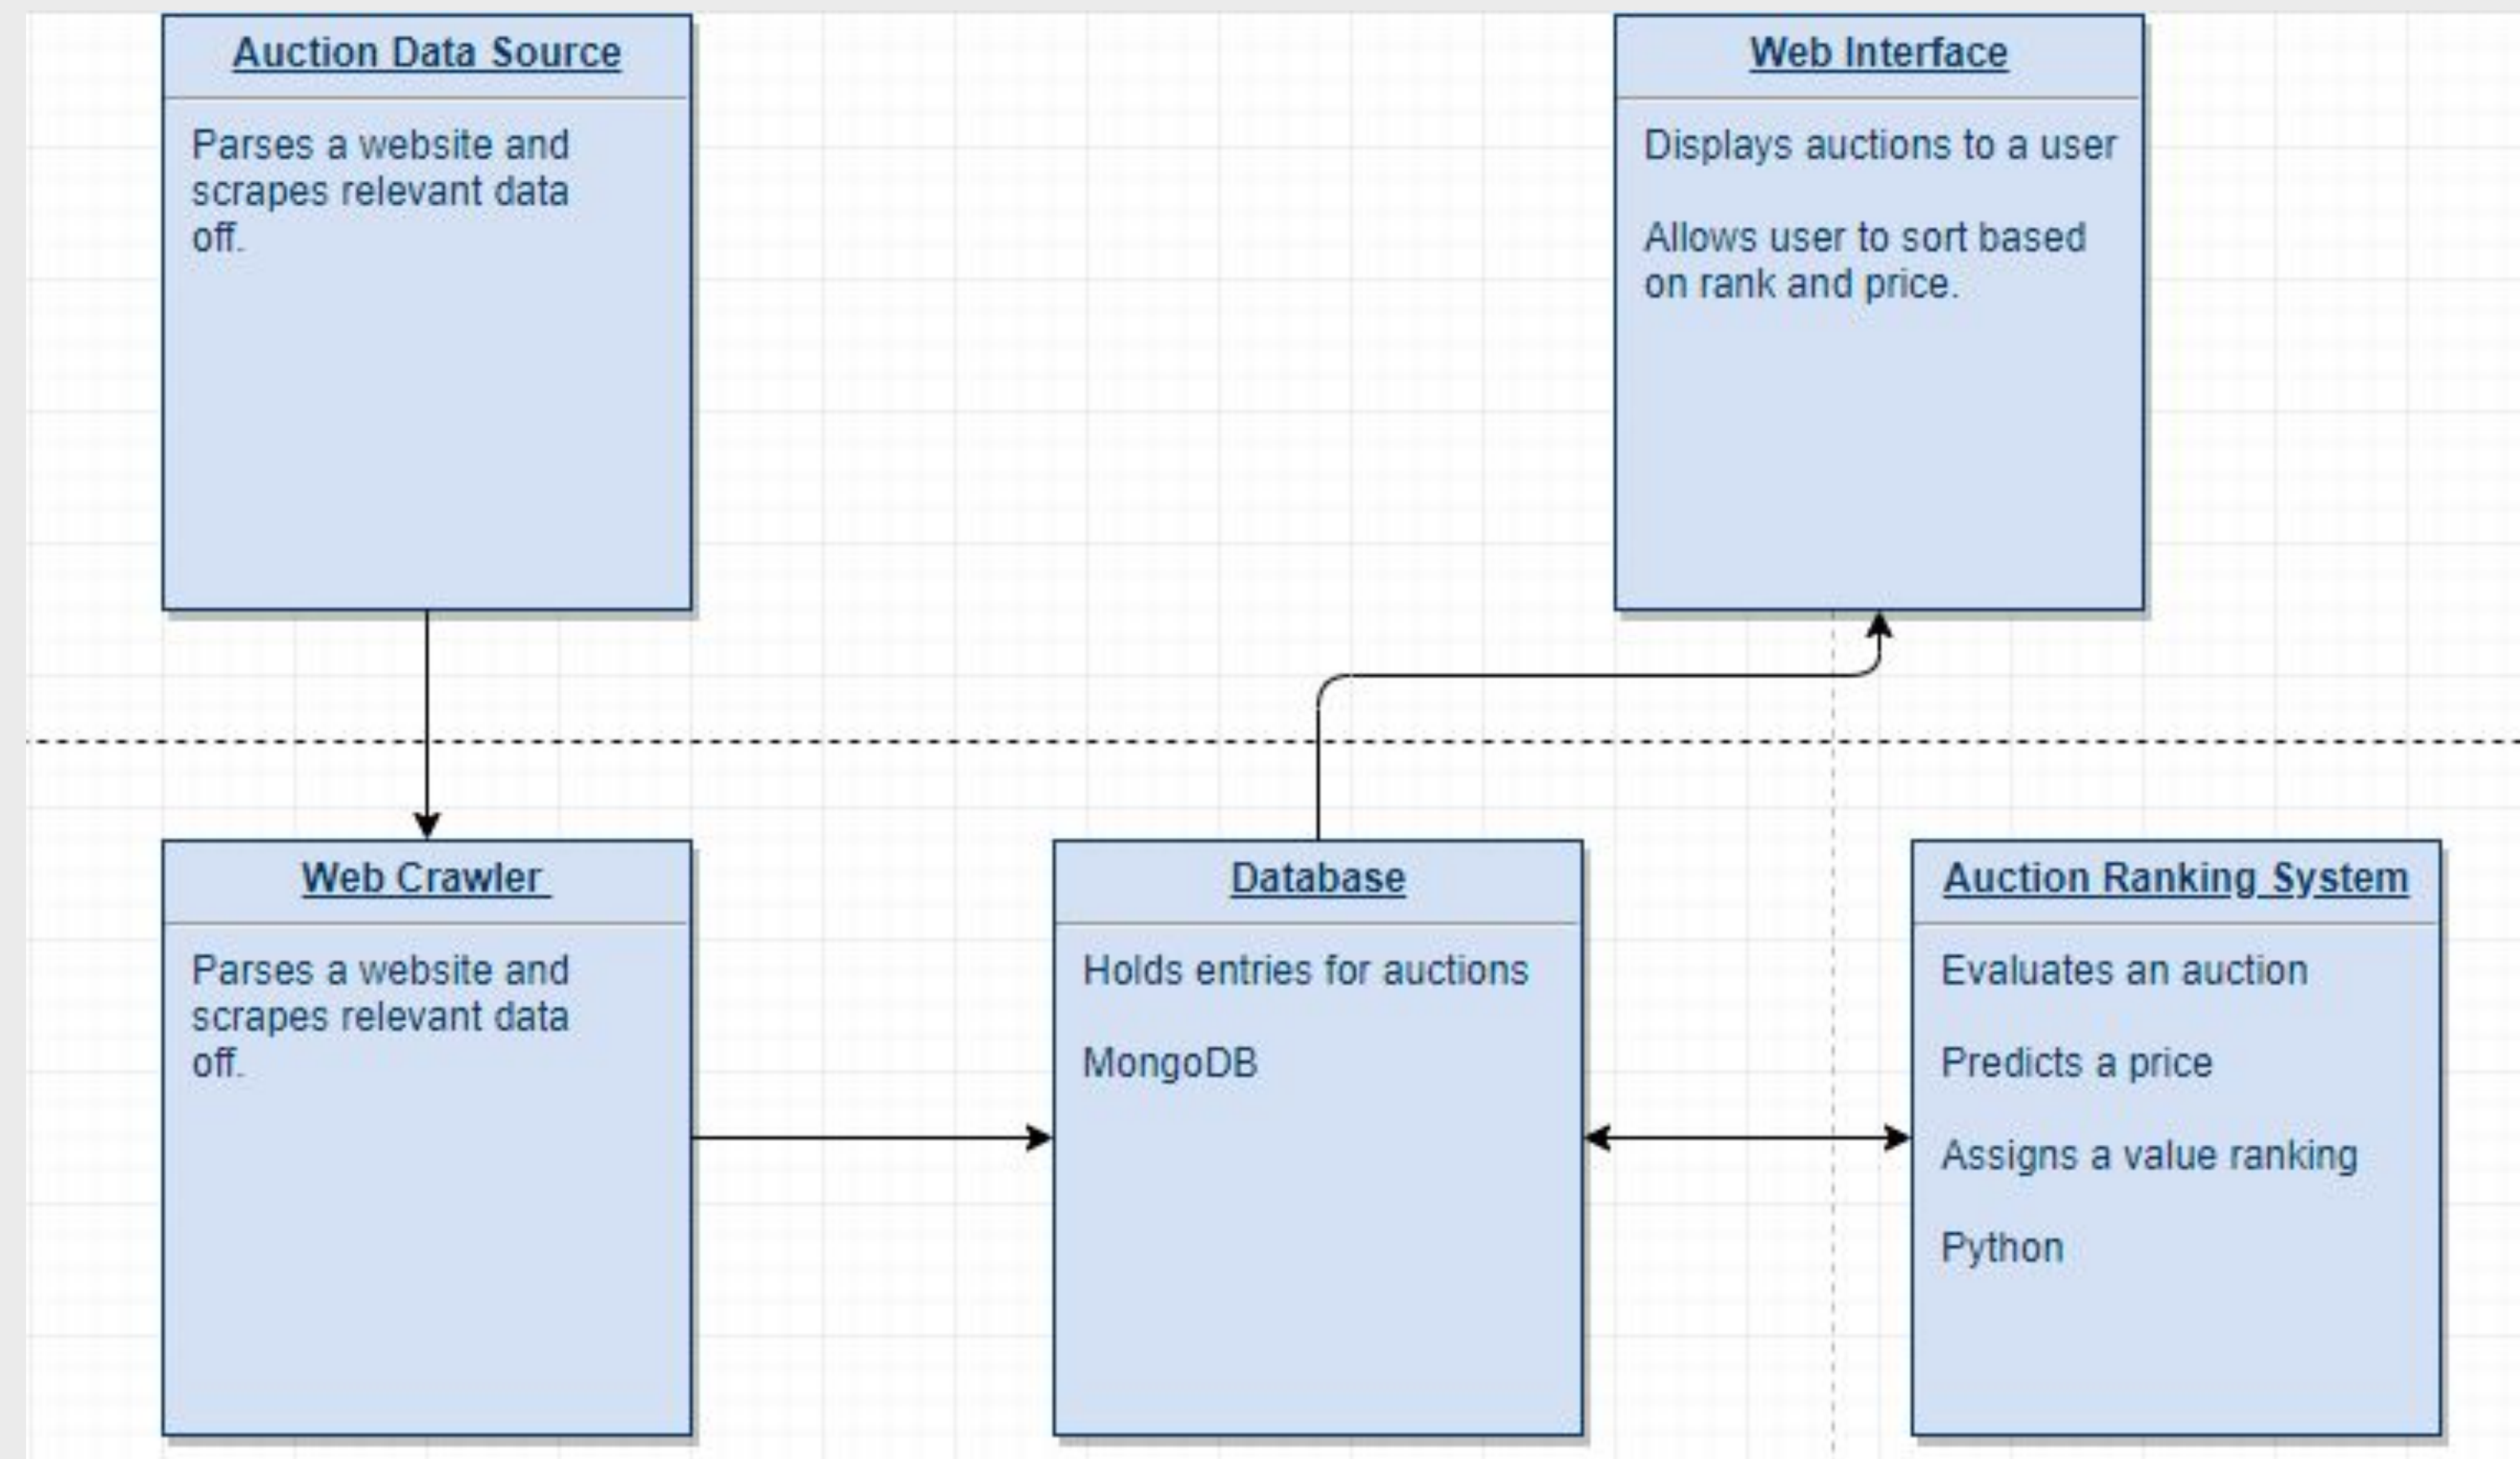 Auction Data Source
Parses a website and
scrapes relevant data
off.
Web Interface
Displays auctions to a user
Allows user to sort based
on rank and price.
Web Crawler
Parses a website and
scrapes relevant data
off.
Database
Holds entries for auctions
MongoDB
Auction Ranking System
Evaluates an auction
Predicts a price
Assigns a value ranking
Python